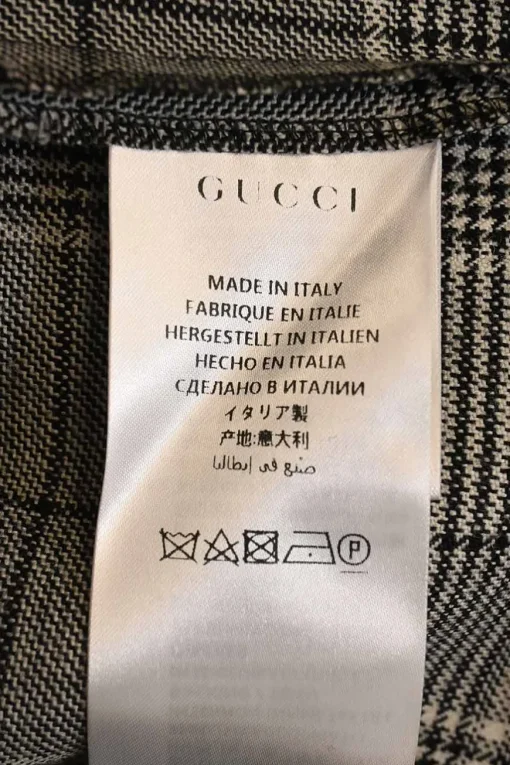 GUCCI
MADE IN ITALY
FABRIQUE EN ITALIE
HERGESTELLT IN ITALIEN
HECHO EN ITALIA
СДЕЛАНО В ИТАЛИИ
イタリア製
产地:意大利
صنع في إيطاليا
P